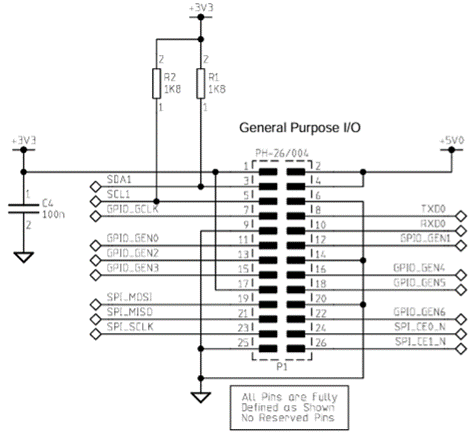 +3V3
2
2
R2
1K8
R1
1K8
1
1
General Purpose I/O
PH-26/004
+3V3
+5V0
1
2
SDA1
3
4
SCL1
5
6
GPIO_GCLK
7
8
TXD0
9
10
RXD0
GPIO_GEN0
11
12
GPIO_GEN1
GPIO_GEN2
13
14
GPIO_GEN3
15
16
GPIO_GEN4
17
18
GPIO_GEN5
SPI_MOSI
19
20
SPI_MISO
21
22
GPIO_GEN6
SPI_SCLK
23
24
SPI_CE0_N
25
26
SPI_CE1_N
1
C4
100n
2
P1
All Pins are Fully
Defined as Shown
No Reserved Pins